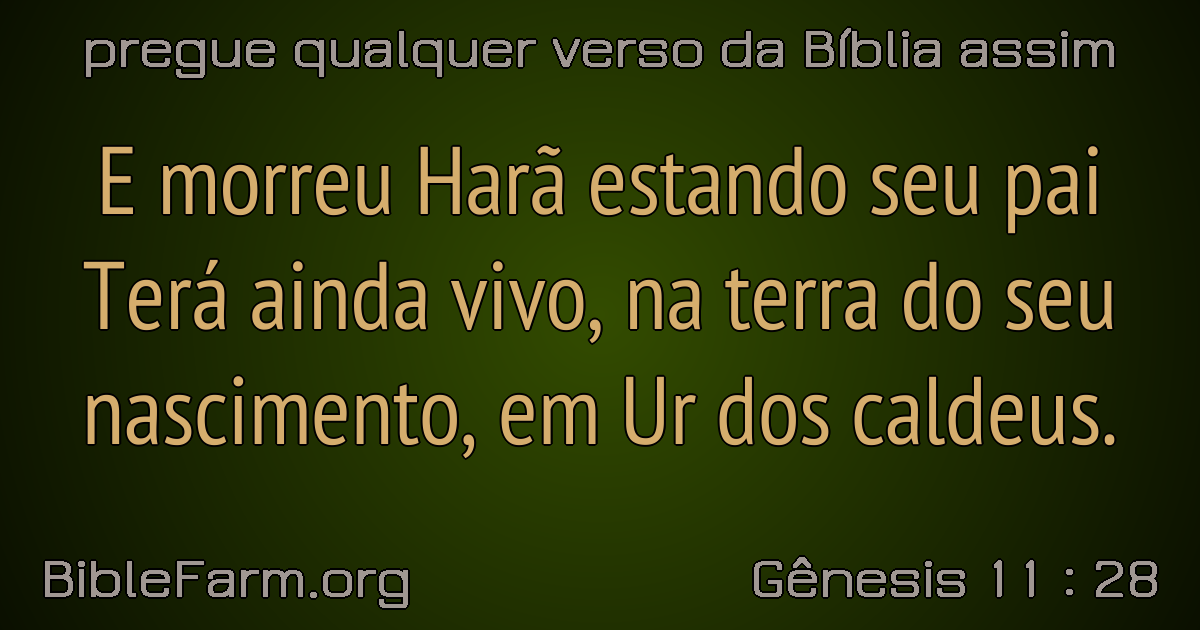 pregue qualquer verso da Bíblia assim
E morreu Harã estando seu pai
Terá ainda vivo, na terra do seu
nascimento, em Ur dos caldeus.
BibleFarm.org
Gênesis 11 : 28